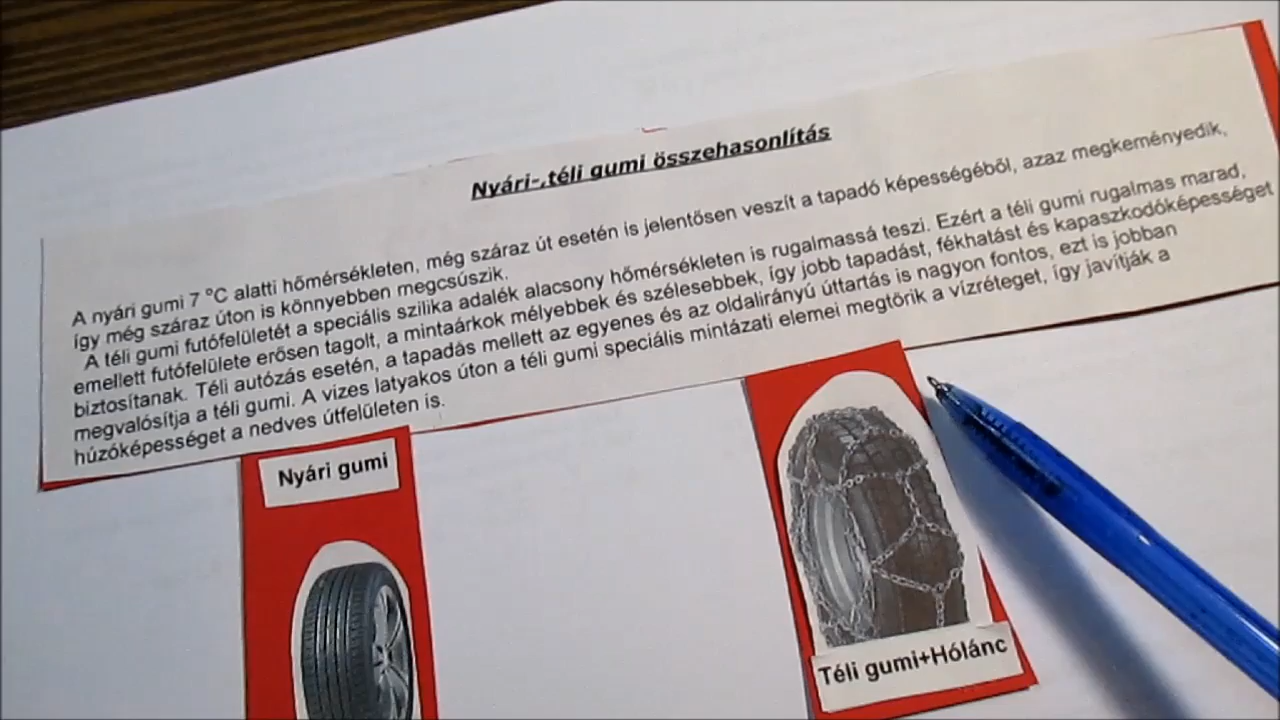 Nyári-,téli gumi összehasonlítás
A nyári gumi 7 °C alatti hőmérsékleten, még száraz út esetén is jelentősen veszít a tapadó képességéből, azaz megkeményedik,
így még száraz úton is könnyebben megcsúszik.
A téli gumi futófelületét a speciális szilika adalék alacsony hőmérsékleten is rugalmassá teszi. Ezért a téli gumi rugalmas marad,
emellett futófelülete erősen tagolt, a mintaárkok mélyebbek és szélesebbek, így jobb tapadást, fékhatást és kapaszkodóképességet
biztosítanak. Téli autózás esetén, a tapadás mellett az egyenes és az oldalirányú úttartás is nagyon fontos, ezt is jobban
megvalósítja a téli gumi. A vizes latyakos úton a téli gumi speciális mintázati elemei megtörik a vízréteget, így javítják a
húzóképességet a nedves útfelületen is.
Nyári gumi
Téli gumi+Hólánc